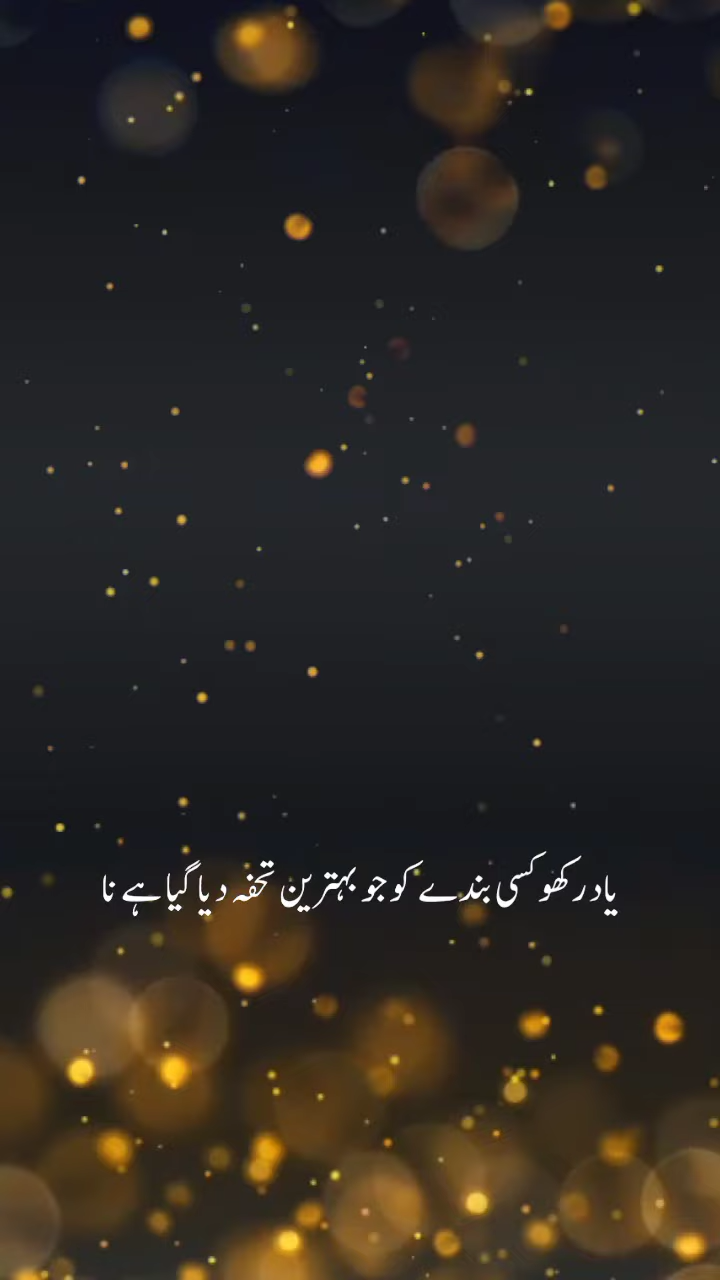 یاد رکھو کسی بندے کو جو بہترین تحفہ دیا گیا ہے نا